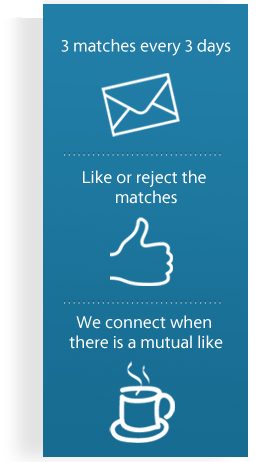 3 matches every 3 days
Like or reject the
matches
We connect when
there is a mutual like